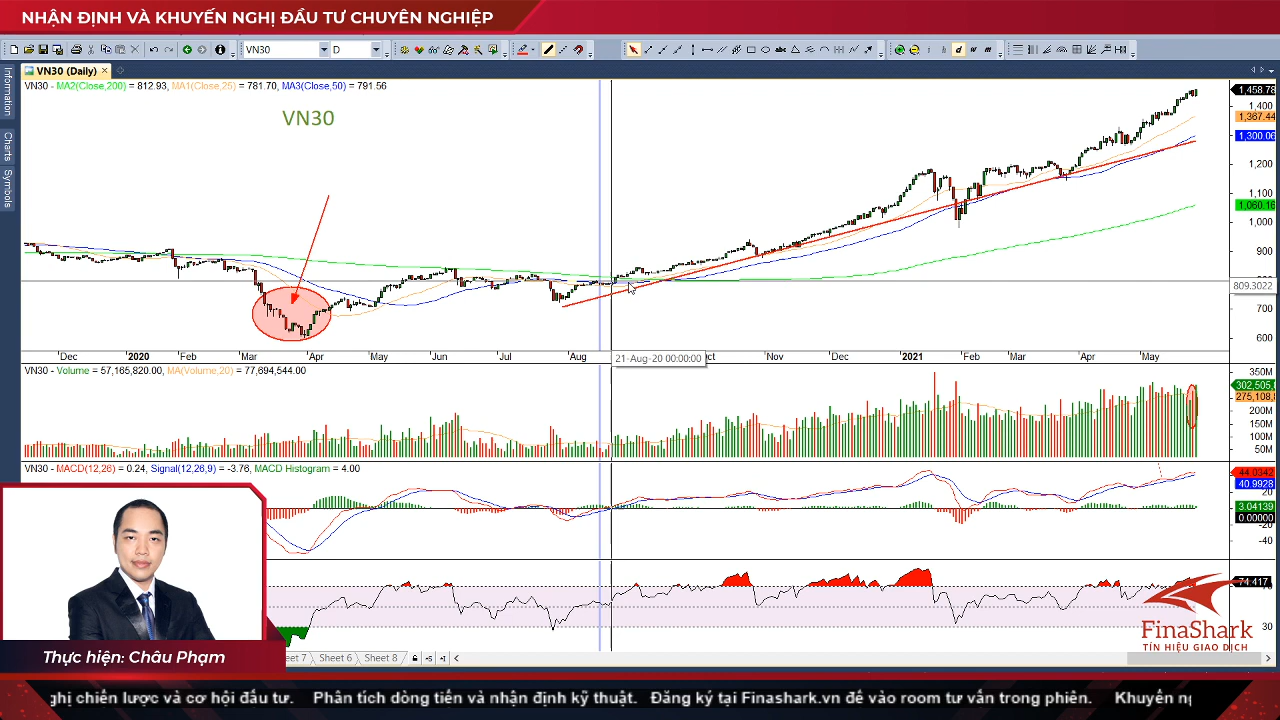 NHẬN ĐỊNH VÀ KHUYẾN NGHỊ ĐẦU TƯ CHUYÊN NGHIỆP
VN30 D
VN30 (Daily)
Information
Charts
Symbols
VN30 - MA2(Close,200) = 812.93, MA1(Close,25) = 781.70, MA3(Close,50) = 791.56
VN30
1,458.78
1,400
1,367.44
1,300.06
1,200
1,100
1,060.16
1,000
900
809.3022
700
600
Dec 2020 Feb Mar Apr May Jun Jul Aug 21-Aug-20 00:00:00 Nov Dec 2021 Feb Mar Apr May
VN30 - Volume = 57,165,820.00, MA(Volume,20) = 77,694,544.00
350M
302,505,
275,108,
200M
150M
100M
50M
VN30 - MACD(12,26) = 0.24, Signal(12,26,9) = -3.76, MACD Histogram = 4.00
44.0342
40.9928
20
3.04139
0.00000
-20
-40
74.417
30
FinaShark
TÍN HIỆU GIAO DỊCH
Thực hiện: Châu Phạm
Sheet 6 Sheet 8
ghị chiến lược và cơ hội đầu tư. Phân tích dòng tiền và nhận định kỹ thuật. Đăng ký tại Finashark.vn để vào room tư vấn trong phiên. Khuyến